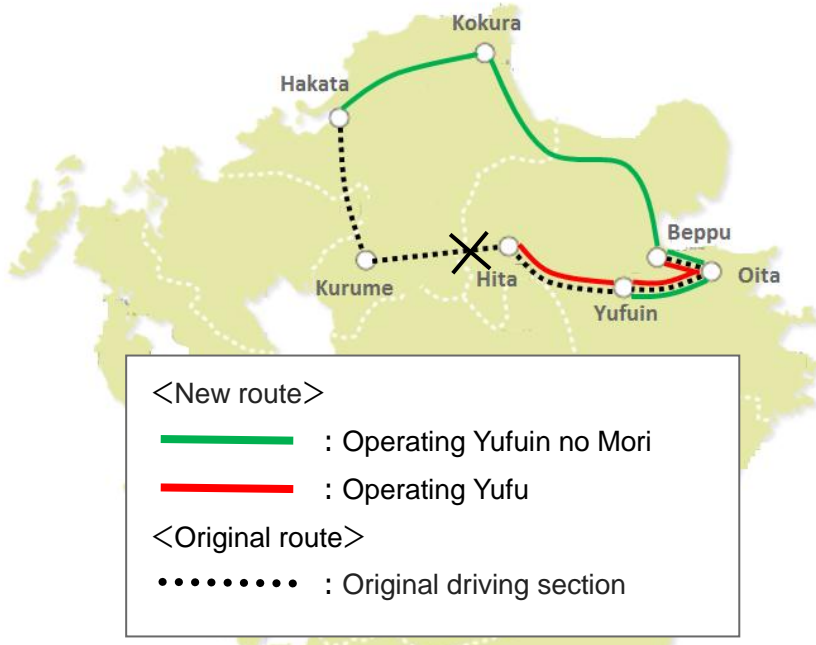 Kokura
Hakata
Beppu
Kurume
Hita
Oita
Yufuin
＜New route＞
：Operating Yufuin no Mori
：Operating Yufu
＜Original route＞
：Original driving section